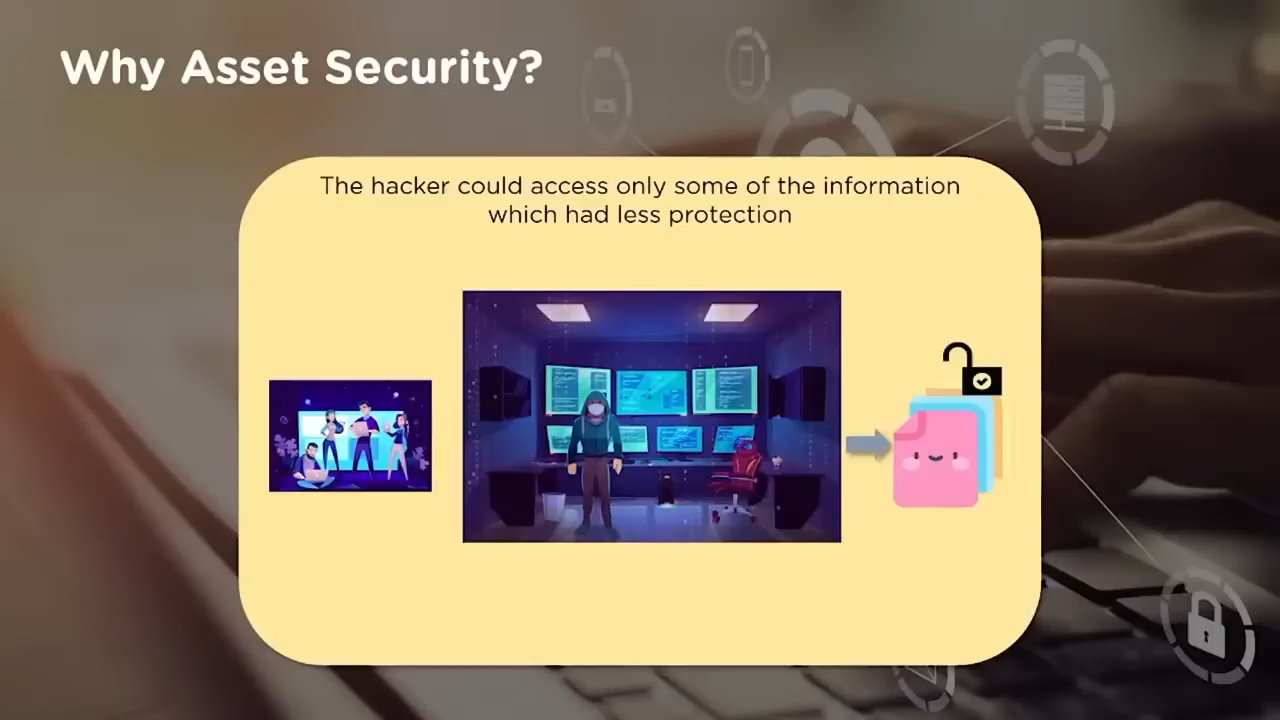 Why Asset Security?
The hacker could access only some of the information
which had less protection